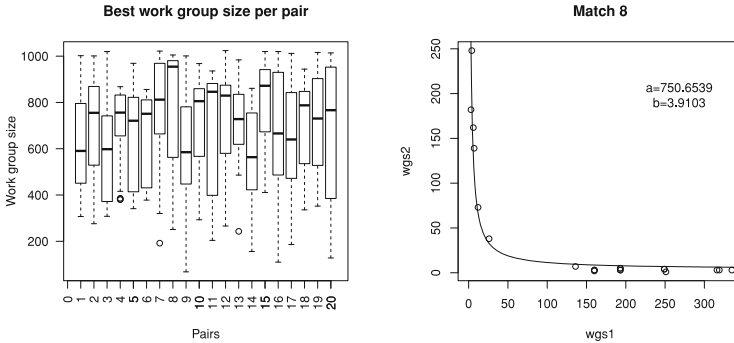 Best work group size per pair
Work group size
1000
800
600
400
200
0 1 2 3 4 5 6 7 8 9 10 11 12 13 14 15 16 17 18 19 20
Pairs
Match 8
wgs2
250
200
150
100
50
0
a=750.6539
b=3.9103
0 50 100 150 200 250 300
wgs1